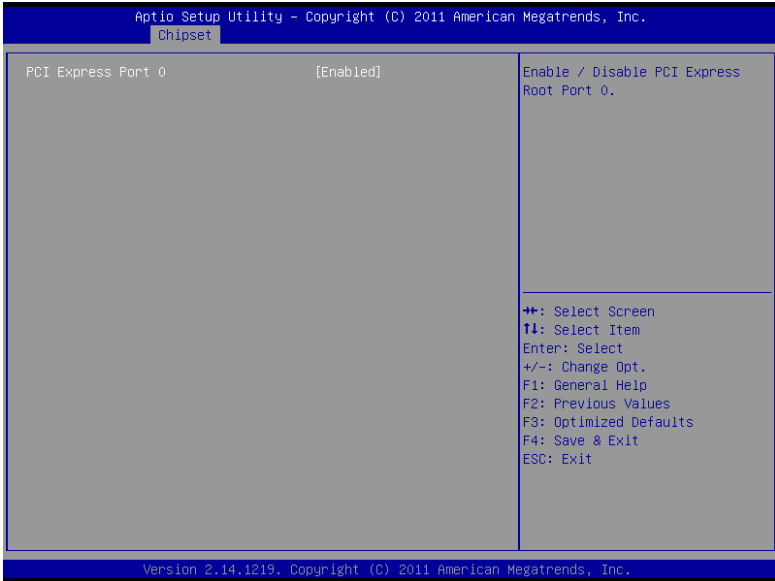 Aptio Setup Utility – Copyright (C) 2011 American Megatrends, Inc.
Chipset
PCI Express Port 0 [Enabled]
Enable / Disable PCI Express
Root Port 0.
→←: Select Screen
↑↓: Select Item
Enter: Select
+/-: Change Opt.
F1: General Help
F2: Previous Values
F3: Optimized Defaults
F4: Save & Exit
ESC: Exit
Version 2.14.1219. Copyright (C) 2011 American Megatrends, Inc.